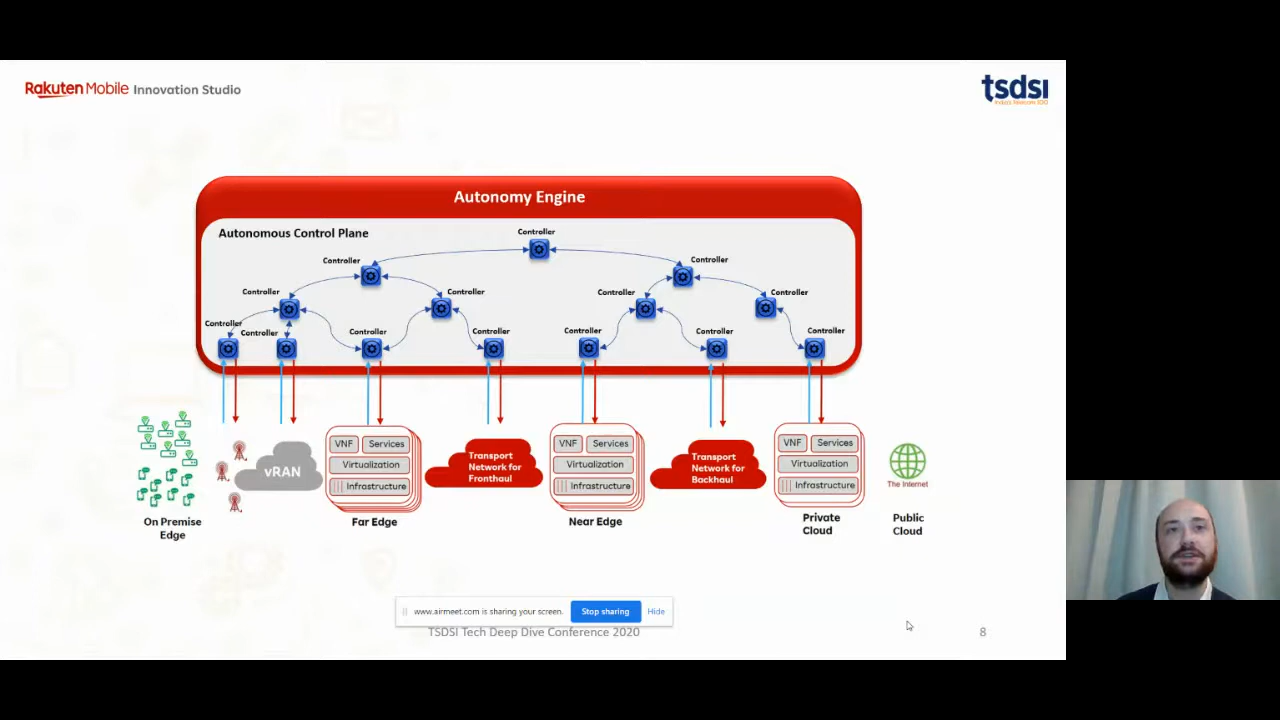 Rakuten Mobile Innovation Studio
tsdsi
Autonomy Engine
Autonomous Control Plane
Controller
Controller
Controller
Controller
Controller
Controller
Controller
Controller
Controller
Controller
Controller
Controller
Controller
Controller
vRAN
VNF Services
Virtualization
Infrastructure
Transport
Network for
Fronthaul
VNF Services
Virtualization
Infrastructure
Transport
Network for
Backhaul
VNF Services
Virtualization
Infrastructure
The Internet
On Premise
Edge
Far Edge
Near Edge
Private
Cloud
Public
Cloud
www.airmeet.com is sharing your screen. Stop sharing Hide
TSDSI Tech Deep Dive Conference 2020
8